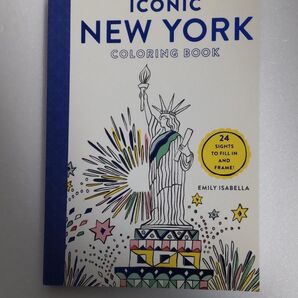 ICONIC
NEW YORK
COLORING BOOK
24
SIGHTS
TO FILL IN
AND
FRAME!
EMILY ISABELLA